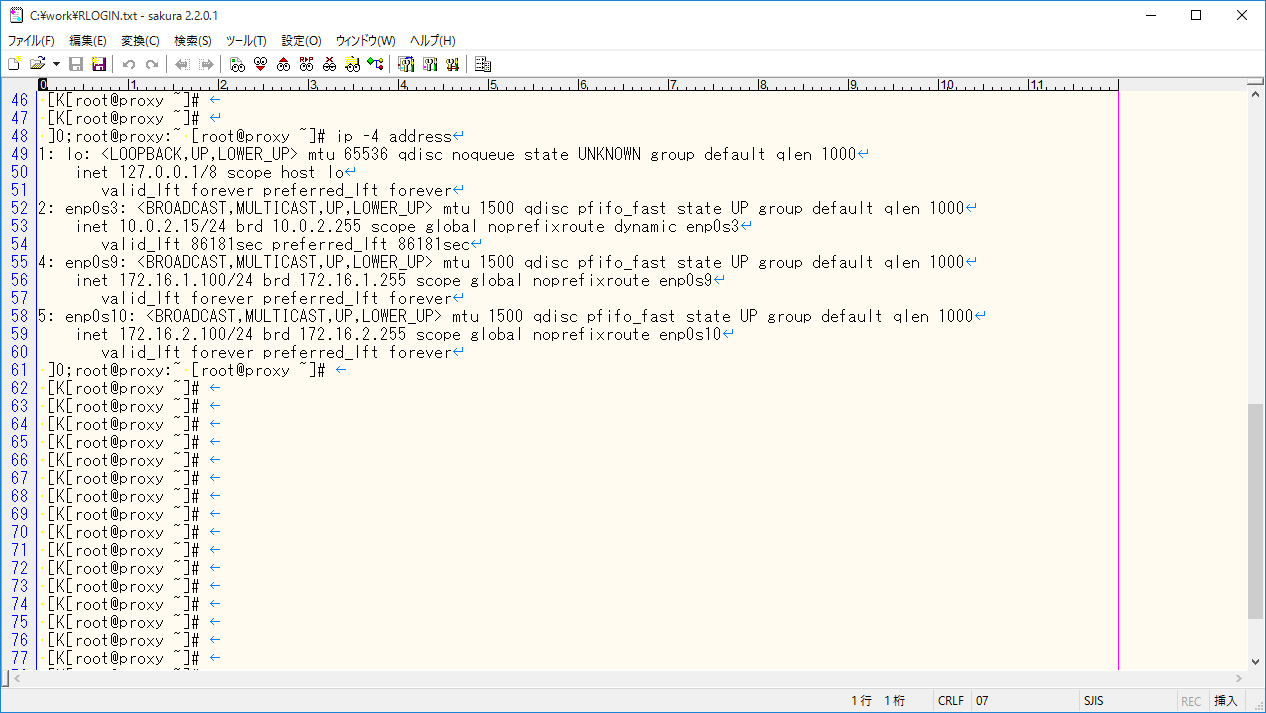 C:¥work¥RLOGIN.txt - sakura 2.2.0.1
ファイル(F) 編集(E) 変換(C) 検索(S) ツール(T) 設定(O) ウィンドウ(W) ヘルプ(H)
0 1 2 3 4 5 6 7 8 9 10 11
46 [K[root@proxy ~]# ←
47 [K[root@proxy ~]# ↵
48 ]0;root@proxy:~ [root@proxy ~]# ip -4 address↵
49 1: lo: <LOOPBACK,UP,LOWER_UP> mtu 65536 qdisc noqueue state UNKNOWN group default qlen 1000↵
50 inet 127.0.0.1/8 scope host lo↵
51 valid_lft forever preferred_lft forever↵
52 2: enp0s3: <BROADCAST,MULTICAST,UP,LOWER_UP> mtu 1500 qdisc pfifo_fast state UP group default qlen 1000↵
53 inet 10.0.2.15/24 brd 10.0.2.255 scope global noprefixroute dynamic enp0s3↵
54 valid_lft 86181sec preferred_lft 86181sec↵
55 4: enp0s9: <BROADCAST,MULTICAST,UP,LOWER_UP> mtu 1500 qdisc pfifo_fast state UP group default qlen 1000↵
56 inet 172.16.1.100/24 brd 172.16.1.255 scope global noprefixroute enp0s9↵
57 valid_lft forever preferred_lft forever↵
58 5: enp0s10: <BROADCAST,MULTICAST,UP,LOWER_UP> mtu 1500 qdisc pfifo_fast state UP group default qlen 1000↵
59 inet 172.16.2.100/24 brd 172.16.2.255 scope global noprefixroute enp0s10↵
60 valid_lft forever preferred_lft forever↵
61 ]0;root@proxy:~ [root@proxy ~]# ←
62 [K[root@proxy ~]# ←
63 [K[root@proxy ~]# ←
64 [K[root@proxy ~]# ←
65 [K[root@proxy ~]# ←
66 [K[root@proxy ~]# ←
67 [K[root@proxy ~]# ←
68 [K[root@proxy ~]# ←
69 [K[root@proxy ~]# ←
70 [K[root@proxy ~]# ←
71 [K[root@proxy ~]# ←
72 [K[root@proxy ~]# ←
73 [K[root@proxy ~]# ←
74 [K[root@proxy ~]# ←
75 [K[root@proxy ~]# ←
76 [K[root@proxy ~]# ←
77 [K[root@proxy ~]# ←
1 行 1 桁 CRLF 07 SJIS REC 挿入